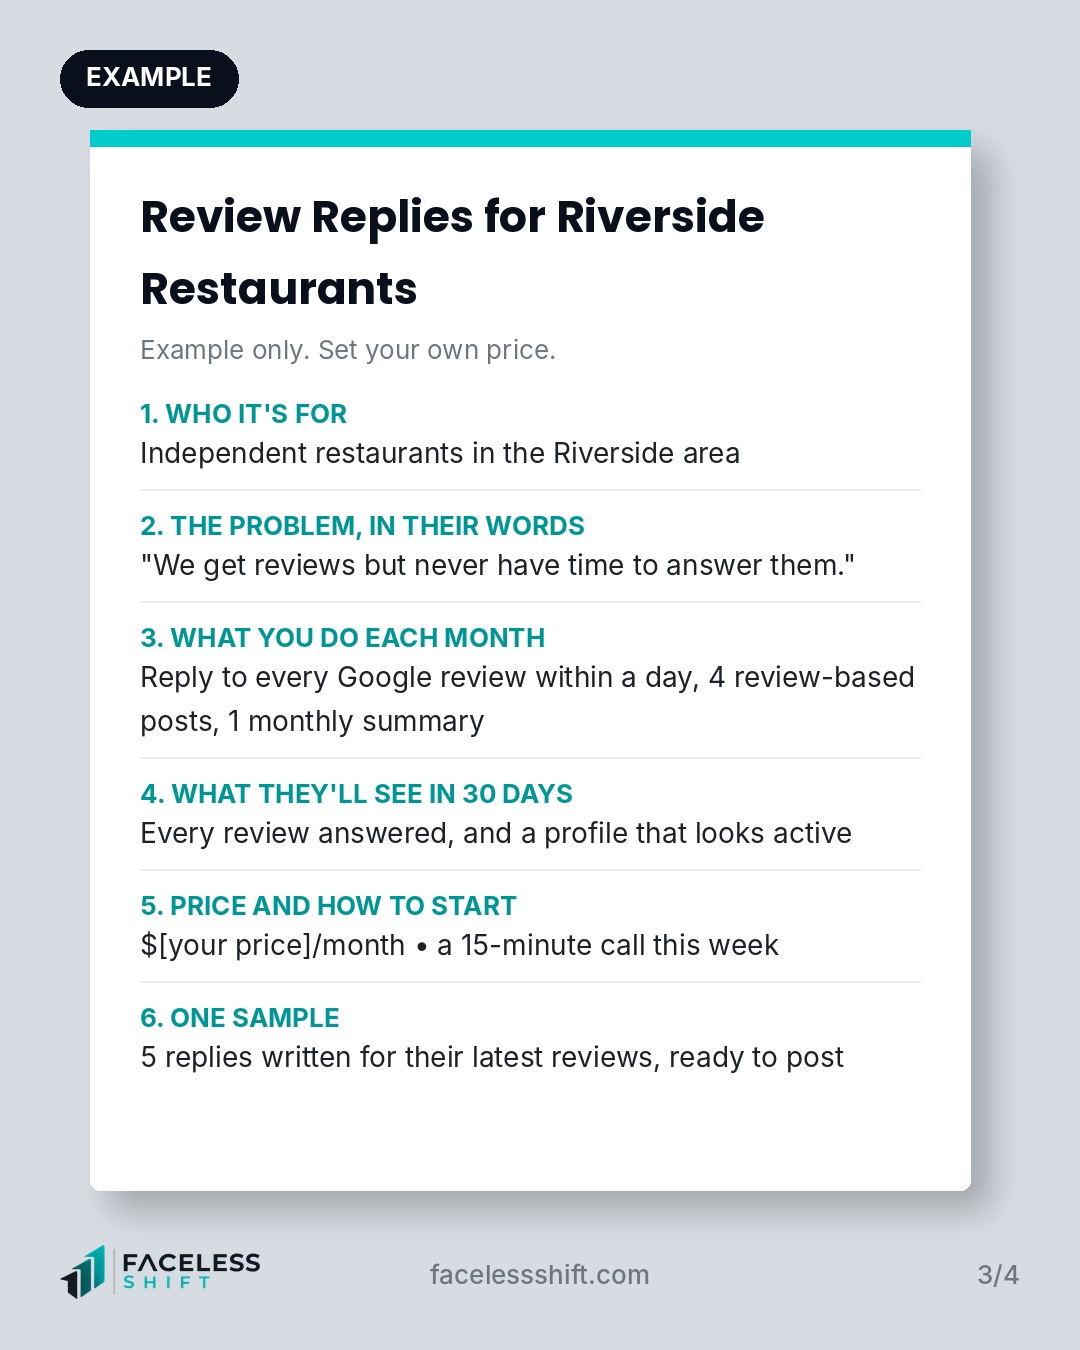 EXAMPLE
Review Replies for Riverside
Restaurants
Example only. Set your own price.
1. WHO IT'S FOR
Independent restaurants in the Riverside area
2. THE PROBLEM, IN THEIR WORDS
"We get reviews but never have time to answer them."
3. WHAT YOU DO EACH MONTH
Reply to every Google review within a day, 4 review-based
posts, 1 monthly summary
4. WHAT THEY'LL SEE IN 30 DAYS
Every review answered, and a profile that looks active
5. PRICE AND HOW TO START
$[your price]/month • a 15-minute call this week
6. ONE SAMPLE
5 replies written for their latest reviews, ready to post
FACELESS
SHIFT
facelessshift.com
3/4